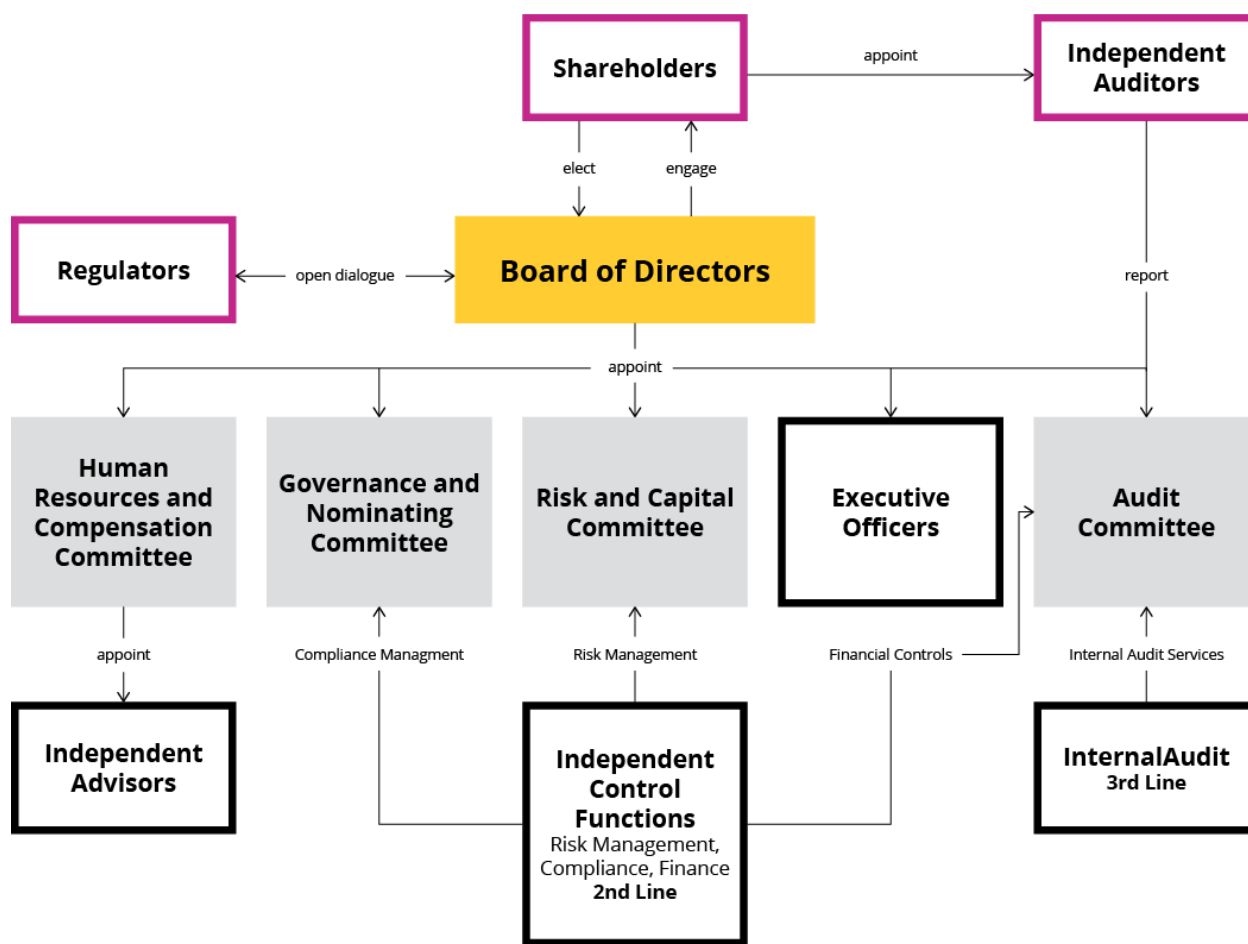 Shareholders
appoint
Independent
Auditors
elect
engage
Regulators
open dialogue
Board of Directors
report
appoint
Human
Resources and
Compensation
Committee
Governance and
Nominating
Committee
Risk and Capital
Committee
Executive
Officers
Audit
Committee
appoint
Compliance Managment
Risk Management
Financial Controls
Internal Audit Services
Independent
Advisors
Independent
Control
Functions
Risk Management,
Compliance, Finance
2nd Line
InternalAudit
3rd Line